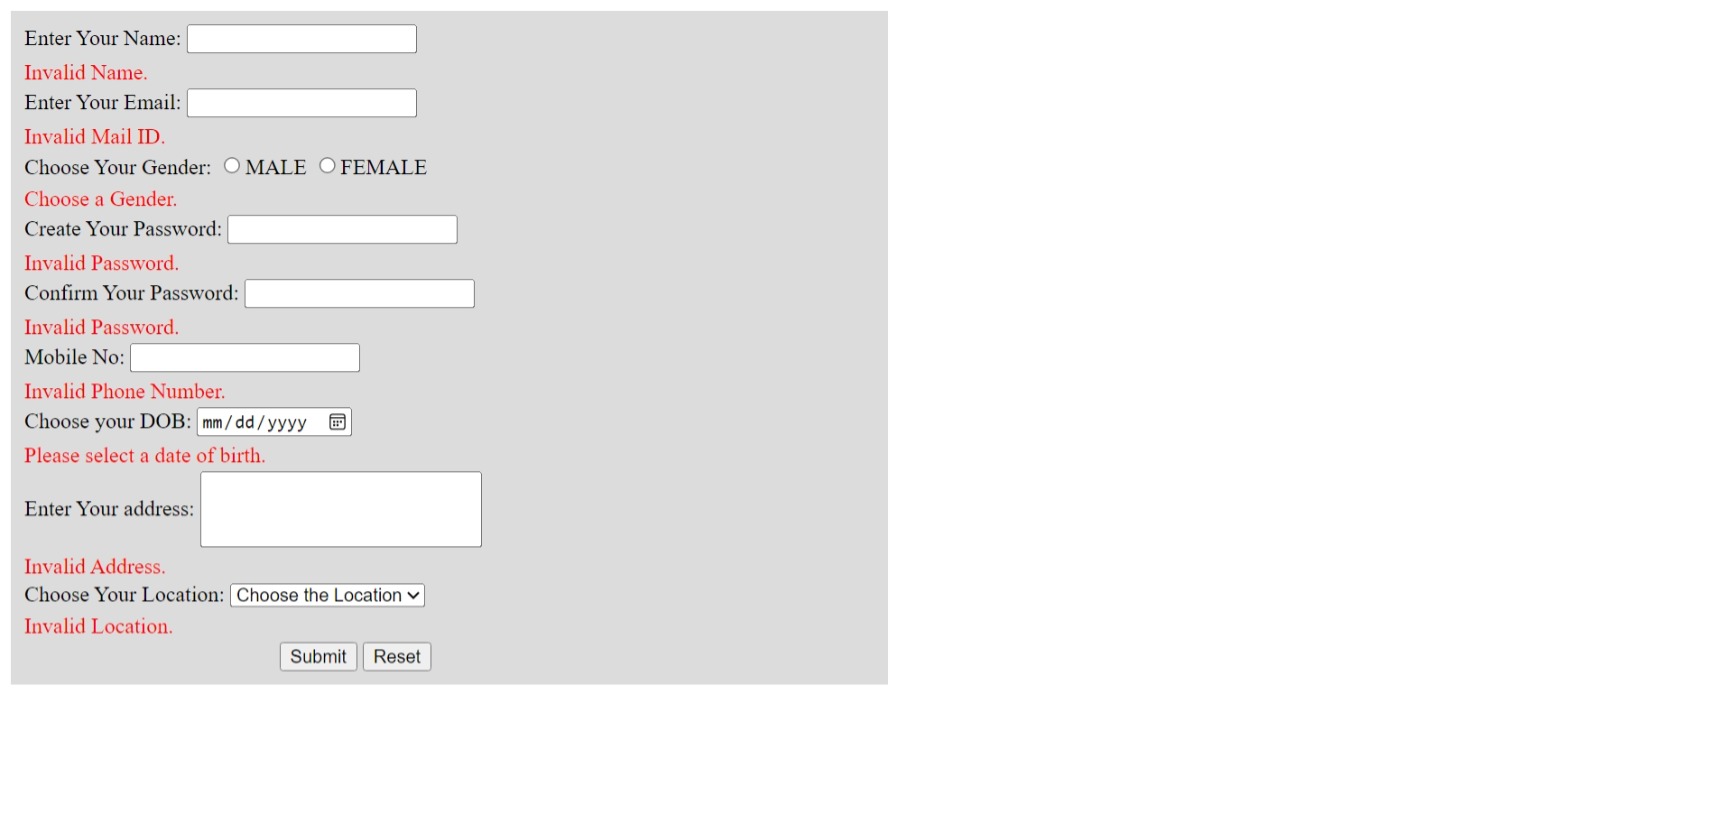 Enter Your Name:
Invalid Name.
Enter Your Email:
Invalid Mail ID.
Choose Your Gender: MALE FEMALE
Choose a Gender.
Create Your Password:
Invalid Password.
Confirm Your Password:
Invalid Password.
Mobile No:
Invalid Phone Number.
Choose your DOB: mm/dd/yyyy
Please select a date of birth.
Enter Your address:
Invalid Address.
Choose Your Location: Choose the Location
Invalid Location.
Submit Reset